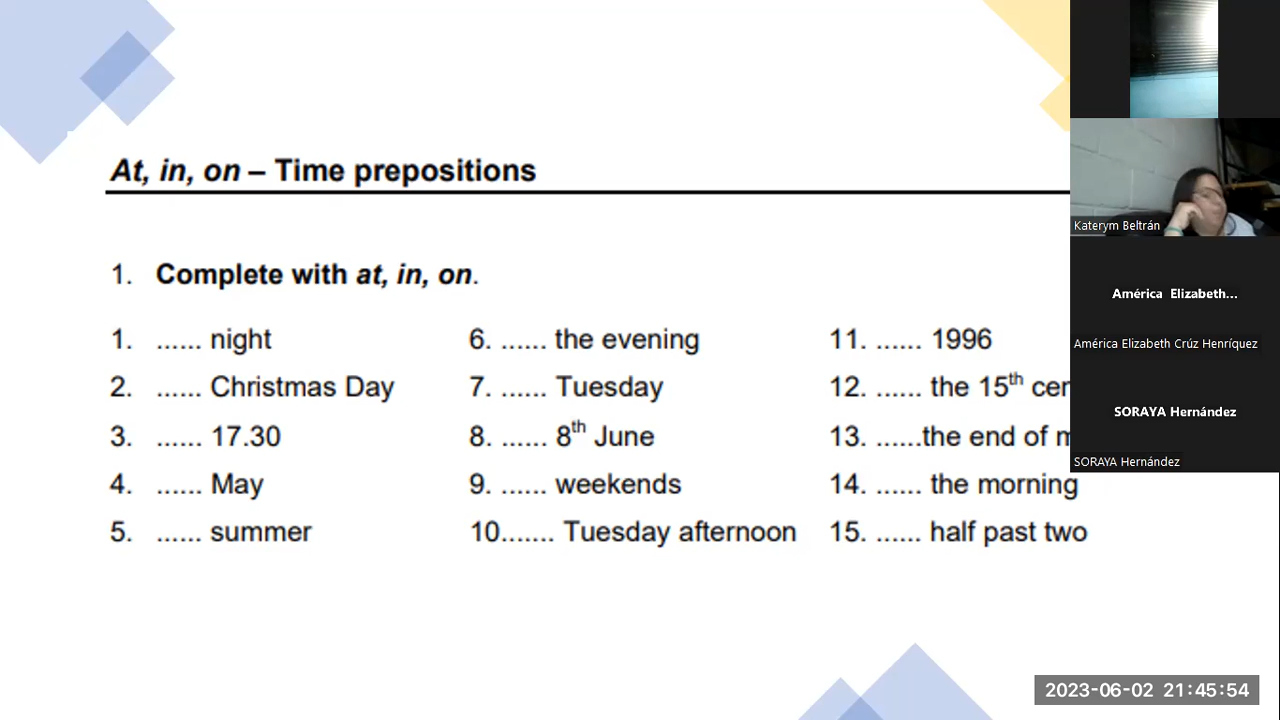 At, in, on – Time prepositions
1. Complete with at, in, on.
1. ...... night
2. ...... Christmas Day
3. ...... 17.30
4. ...... May
5. ...... summer
6. ...... the evening
7. ...... Tuesday
8. ...... 8th June
9. ...... weekends
10....... Tuesday afternoon
11. ...... 1996
12. ...... the 15th
13. ......the end of
14. ...... the morning
15. ...... half past two
Katerym Beltrán
América Elizabeth...
América Elizabeth Crúz Henríquez
SORAYA Hernández
SORAYA Hernández
2023-06-02 21:45:54